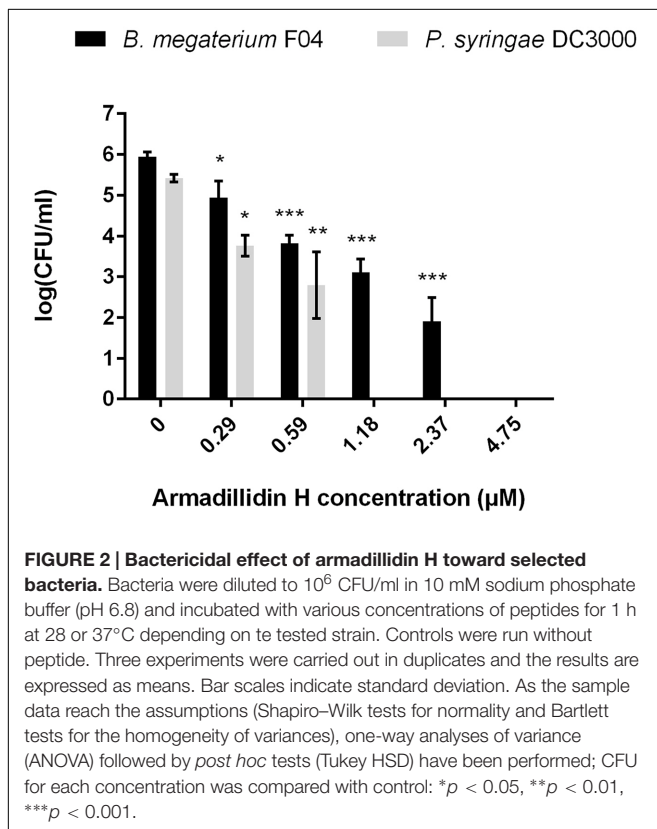 B. megaterium F04 P. syringae DC3000
7
6
5
4
3
2
1
0
log(CFU/ml)
*
*
***
**
***
***
0 0.29 0.59 1.18 2.37 4.75
Armadillidin H concentration (µM)
FIGURE 2 | Bactericidal effect of armadillidin H toward selected
bacteria. Bacteria were diluted to 10⁶ CFU/ml in 10 mM sodium phosphate
buffer (pH 6.8) and incubated with various concentrations of peptides for 1 h
at 28 or 37°C depending on te tested strain. Controls were run without
peptide. Three experiments were carried out in duplicates and the results are
expressed as means. Bar scales indicate standard deviation. As the sample
data reach the assumptions (Shapiro–Wilk tests for normality and Bartlett
tests for the homogeneity of variances), one-way analyses of variance
(ANOVA) followed by post hoc tests (Tukey HSD) have been performed; CFU
for each concentration was compared with control: *p < 0.05, **p < 0.01,
***p < 0.001.